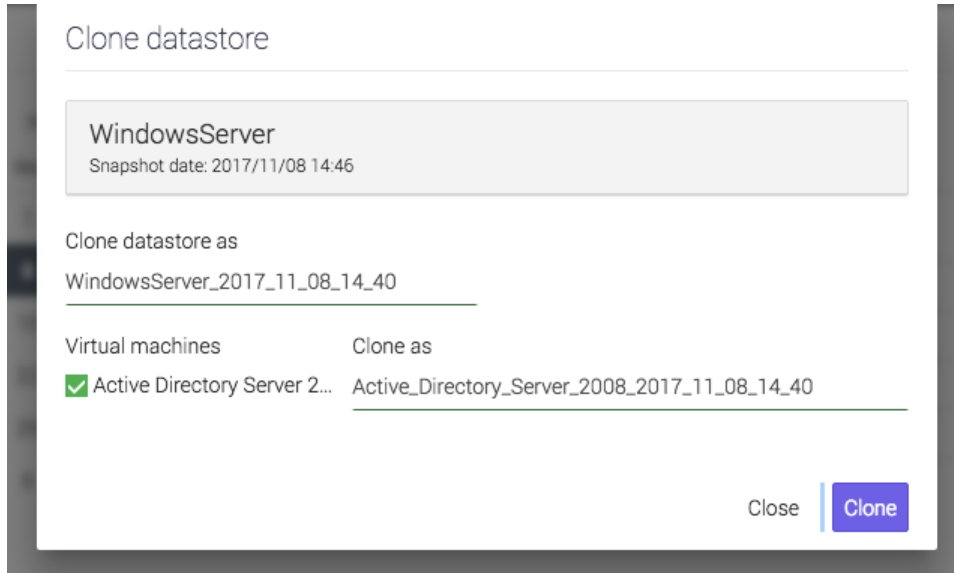 Clone datastore
WindowsServer
Snapshot date: 2017/11/08 14:46
Clone datastore as
WindowsServer_2017_11_08_14_40
Virtual machines Clone as
Active Directory Server 2... Active_Directory_Server_2008_2017_11_08_14_40
Close Clone